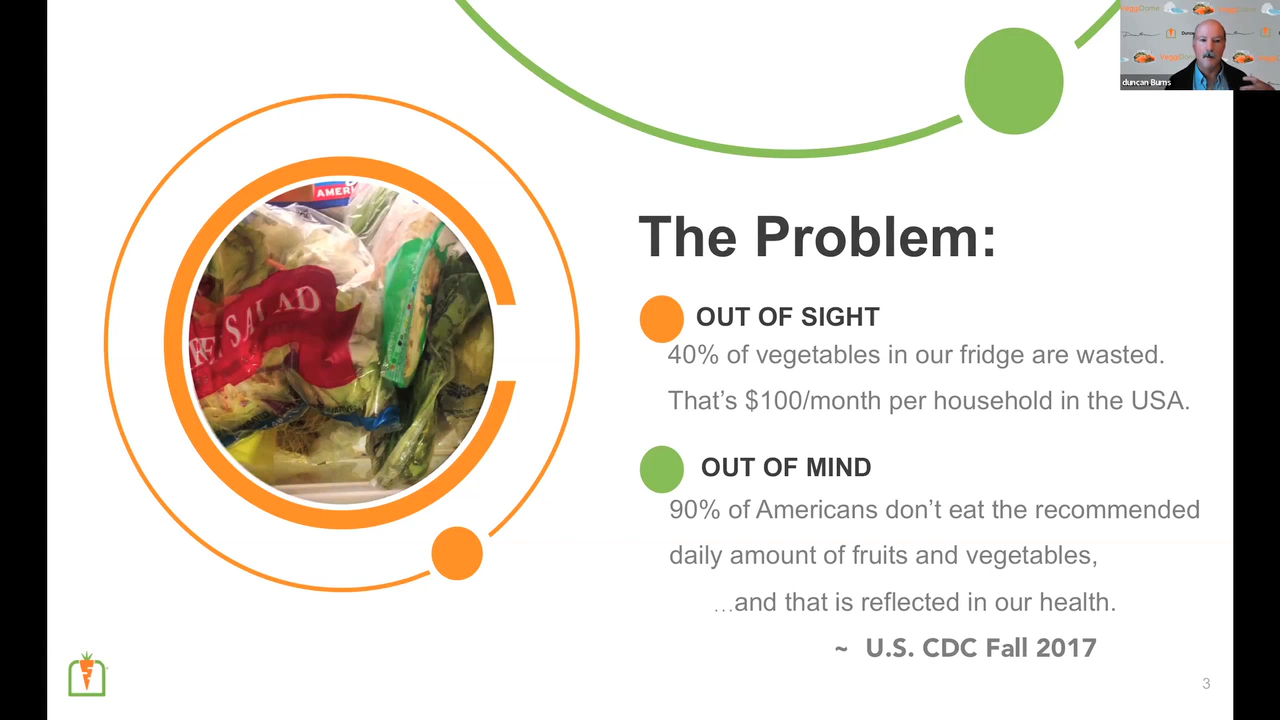 VeggiDome
duncan Burns
AMERI
SALAD
The Problem:
OUT OF SIGHT
40% of vegetables in our fridge are wasted.
That’s $100/month per household in the USA.
OUT OF MIND
90% of Americans don’t eat the recommended
daily amount of fruits and vegetables,
…and that is reflected in our health.
~ U.S. CDC Fall 2017
3